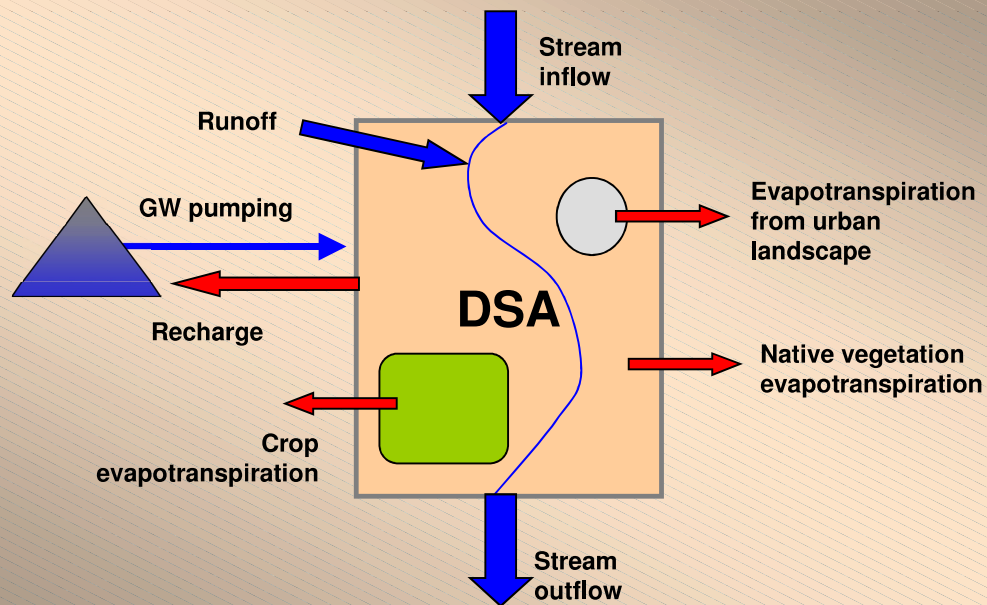 Stream
inflow
Runoff
GW pumping
Evapotranspiration
from urban
landscape
DSA
Recharge
Native vegetation
evapotranspiration
Crop
evapotranspiration
Stream
outflow